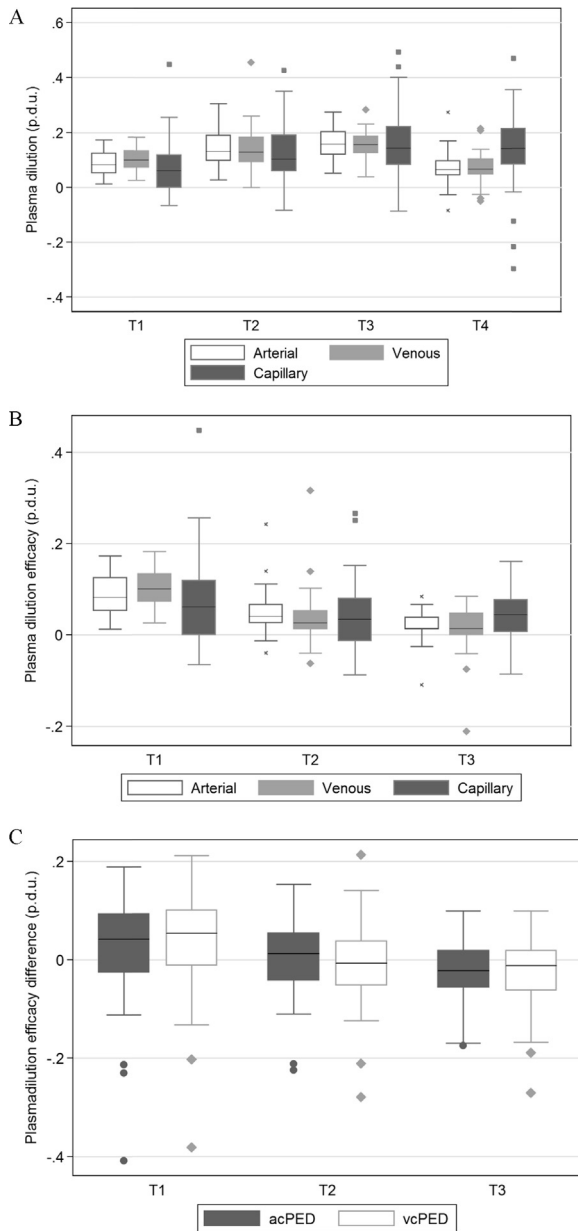 A
Plasma dilution (p.d.u.)
.6
.4
.2
0
-.2
-.4
T1 T2 T3 T4
Arterial Venous
Capillary
B
Plasma dilution efficacy (p.d.u.)
.4
.2
0
-.2
T1 T2 T3
Arterial Venous Capillary
C
Plasmadilution efficacy difference (p.d.u.)
.2
0
-.2
-.4
T1 T2 T3
acPED vcPED